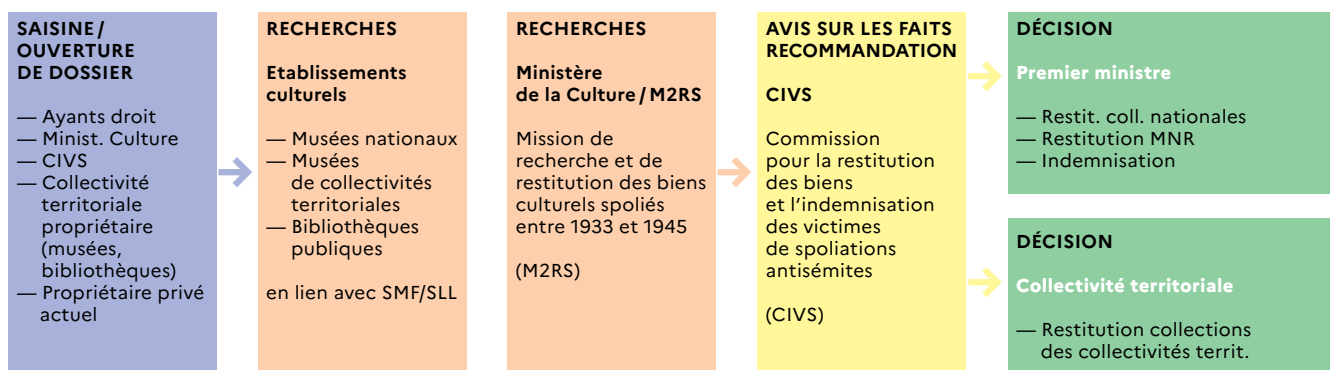 SAISINE /
OUVERTURE
DE DOSSIER
— Ayants droit
— Minist. Culture
— CIVS
— Collectivité
territoriale
propriétaire
(musées,
bibliothèques)
— Propriétaire privé
actuel
RECHERCHES
Etablissements
culturels
— Musées nationaux
— Musées
de collectivités
territoriales
— Bibliothèques
publiques
en lien avec SMF/SLL
RECHERCHES
Ministère
de la Culture / M2RS
Mission de
recherche et de
restitution des biens
culturels spoliés
entre 1933 et 1945
(M2RS)
AVIS SUR LES FAITS
RECOMMANDATION
CIVS
Commission
pour la restitution
des biens
et l’indemnisation
des victimes
de spoliations
antisémites
(CIVS)
DÉCISION
Premier ministre
— Restit. coll. nationales
— Restitution MNR
— Indemnisation
DÉCISION
Collectivité territoriale
— Restitution collections
des collectivités territ.